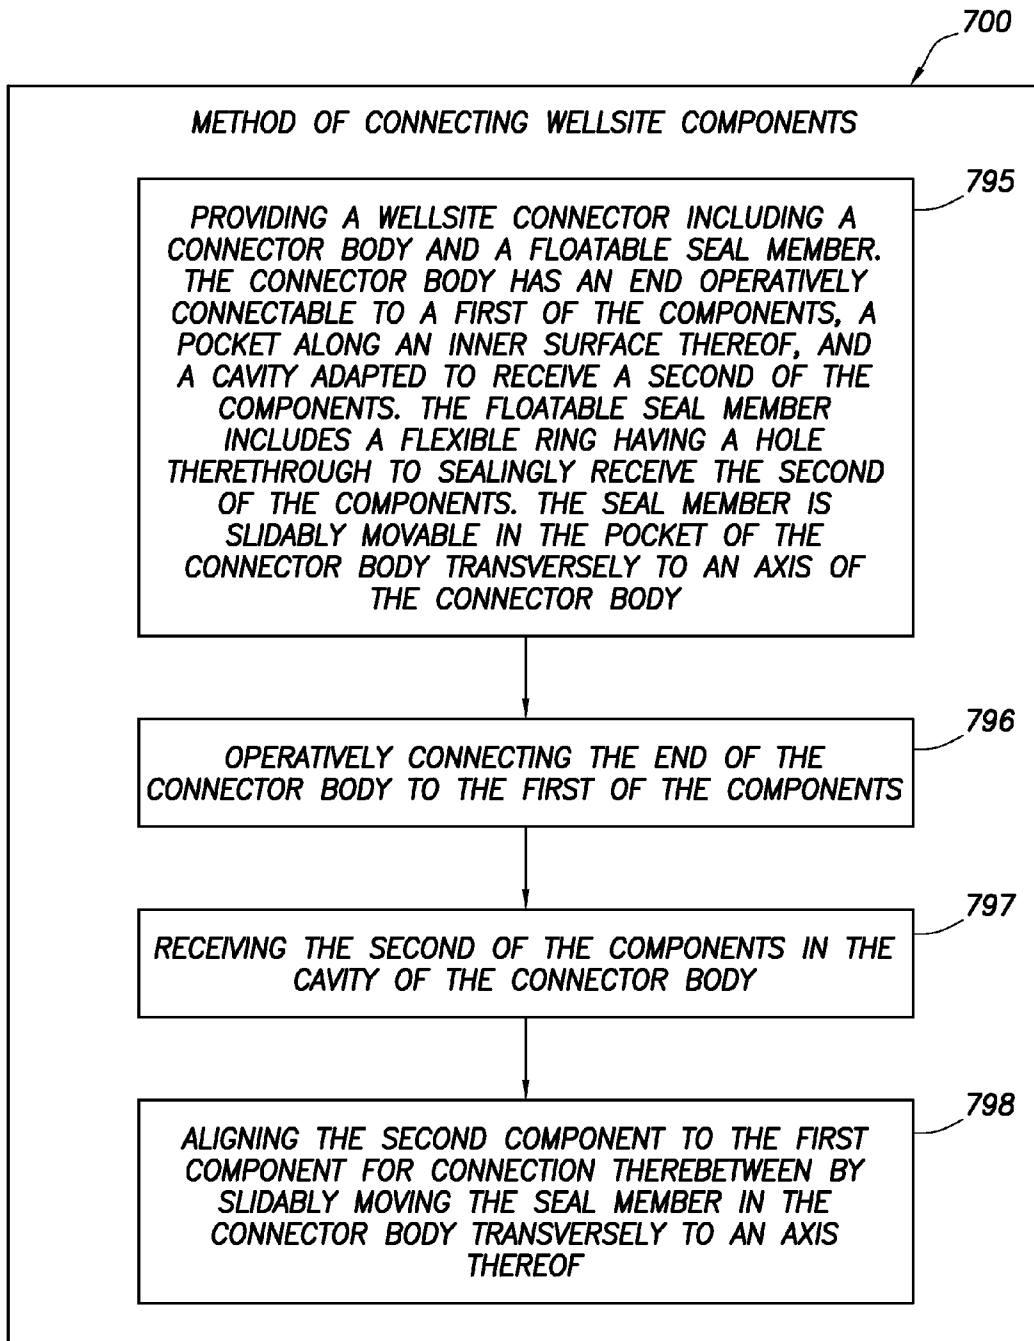 700
METHOD OF CONNECTING WELLSITE COMPONENTS
795
PROVIDING A WELLSITE CONNECTOR INCLUDING A
CONNECTOR BODY AND A FLOATABLE SEAL MEMBER.
THE CONNECTOR BODY HAS AN END OPERATIVELY
CONNECTABLE TO A FIRST OF THE COMPONENTS, A
POCKET ALONG AN INNER SURFACE THEREOF, AND
A CAVITY ADAPTED TO RECEIVE A SECOND OF THE
COMPONENTS. THE FLOATABLE SEAL MEMBER
INCLUDES A FLEXIBLE RING HAVING A HOLE
THERETHROUGH TO SEALINGLY RECEIVE THE SECOND
OF THE COMPONENTS. THE SEAL MEMBER IS
SLIDABLY MOVABLE IN THE POCKET OF THE
CONNECTOR BODY TRANSVERSELY TO AN AXIS OF
THE CONNECTOR BODY
796
OPERATIVELY CONNECTING THE END OF THE
CONNECTOR BODY TO THE FIRST OF THE COMPONENTS
797
RECEIVING THE SECOND OF THE COMPONENTS IN THE
CAVITY OF THE CONNECTOR BODY
798
ALIGNING THE SECOND COMPONENT TO THE FIRST
COMPONENT FOR CONNECTION THEREBETWEEN BY
SLIDABLY MOVING THE SEAL MEMBER IN THE
CONNECTOR BODY TRANSVERSELY TO AN AXIS
THEREOF